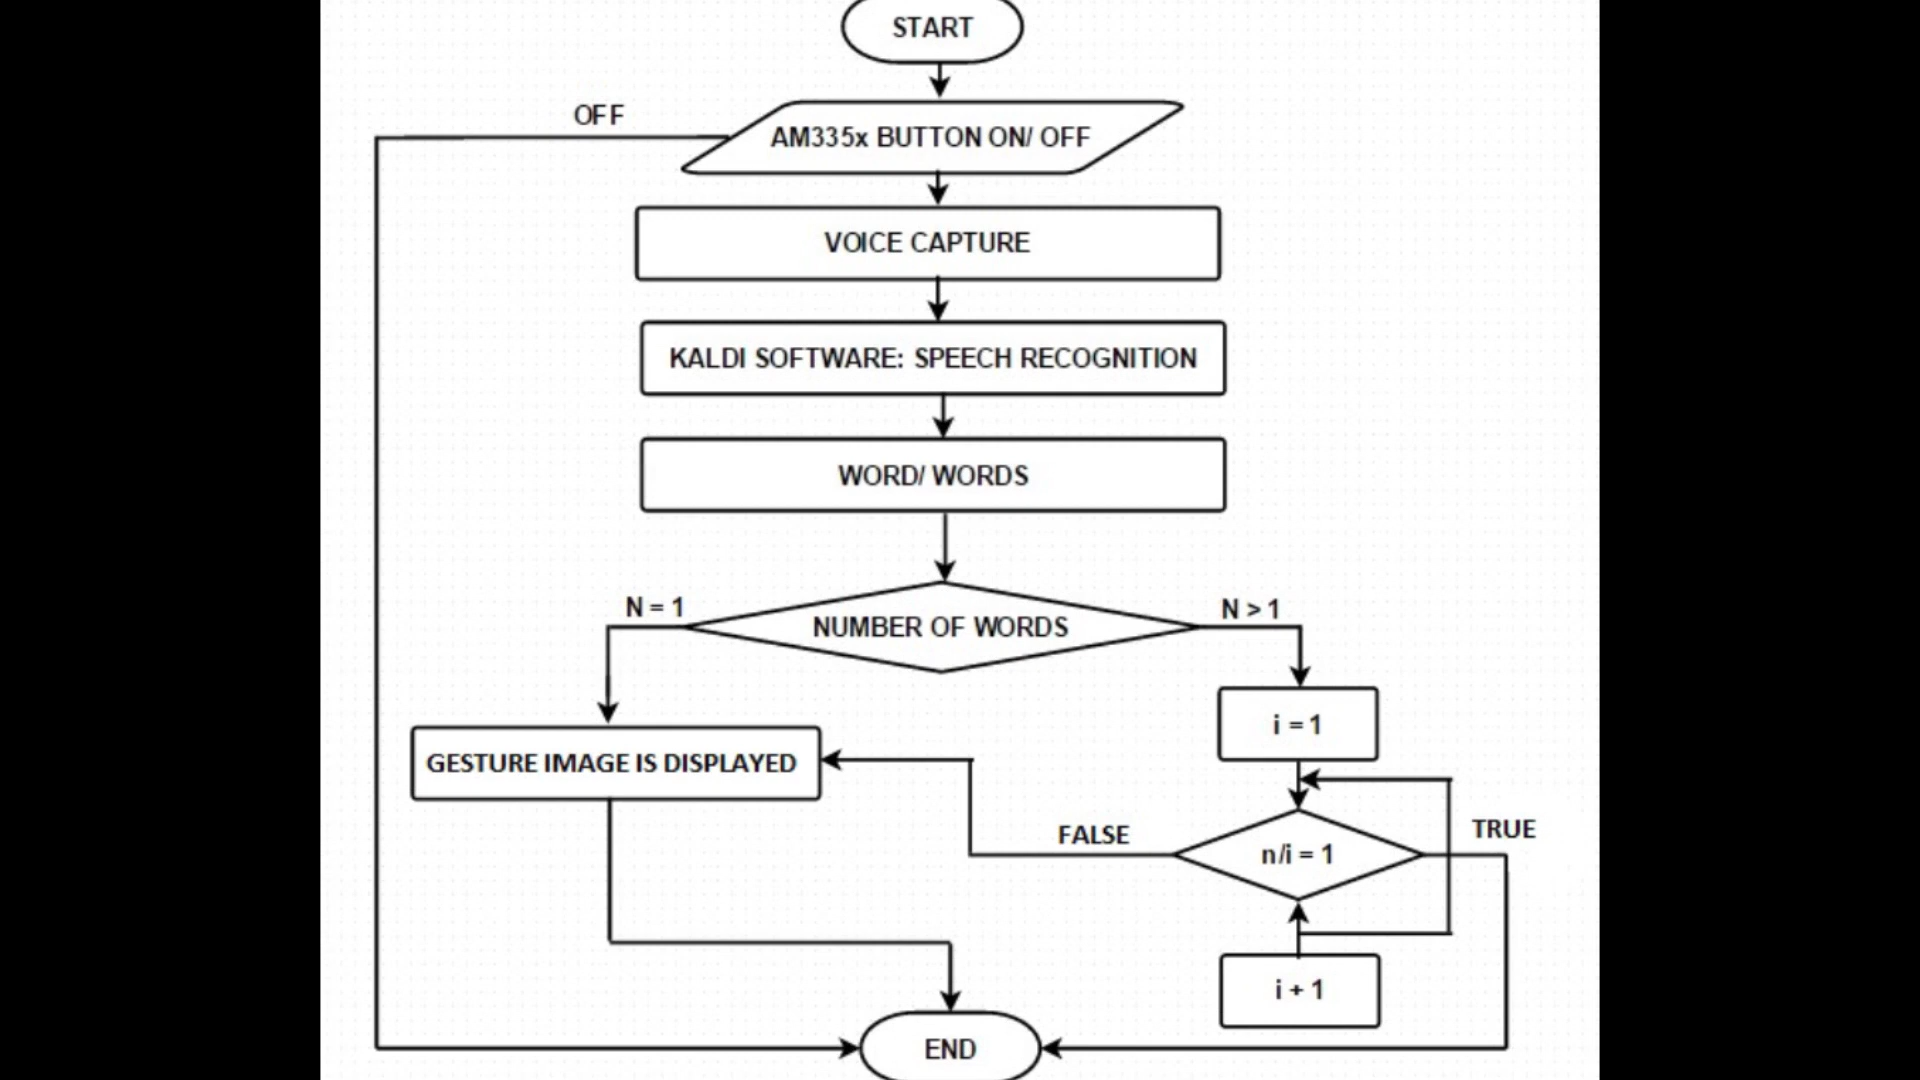 START
OFF
AM335x BUTTON ON/ OFF
VOICE CAPTURE
KALDI SOFTWARE: SPEECH RECOGNITION
WORD/ WORDS
N = 1
NUMBER OF WORDS
N > 1
i = 1
GESTURE IMAGE IS DISPLAYED
FALSE
n/i = 1
TRUE
i + 1
END